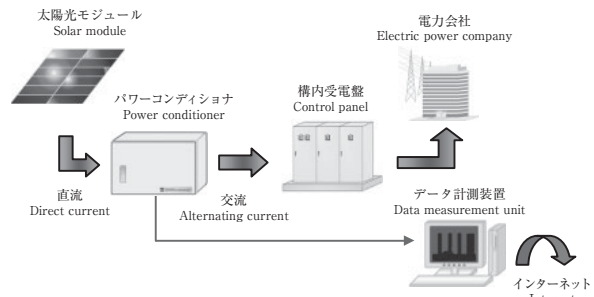 太陽光モジュール
Solar module
電力会社
Electric power company
パワーコンディショナ
Power conditioner
構内受電盤
Control panel
直流
Direct current
交流
Alternating current
データ計測装置
Data measurement unit
インターネット